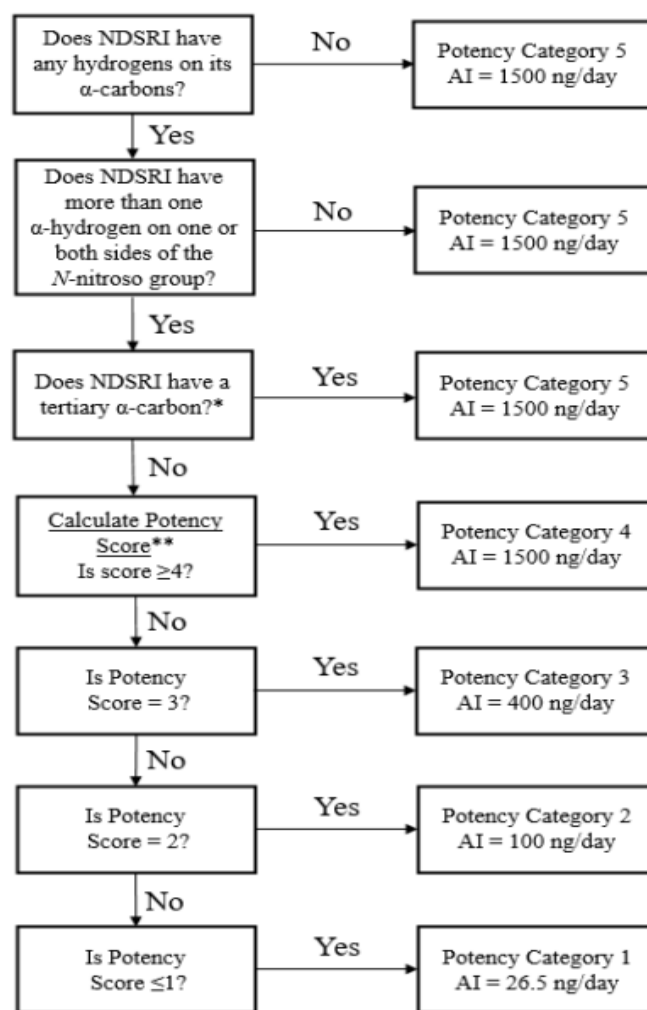 Does NDSRI have
any hydrogens on its
α-carbons?
No
Potency Category 5
AI = 1500 ng/day
Yes
Does NDSRI have
more than one
α-hydrogen on one or
both sides of the
N-nitroso group?
No
Potency Category 5
AI = 1500 ng/day
Yes
Does NDSRI have a
tertiary α-carbon?*
Yes
Potency Category 5
AI = 1500 ng/day
No
Calculate Potency
Score**
Is score ≥4?
Yes
Potency Category 4
AI = 1500 ng/day
No
Is Potency
Score = 3?
Yes
Potency Category 3
AI = 400 ng/day
No
Is Potency
Score = 2?
Yes
Potency Category 2
AI = 100 ng/day
No
Is Potency
Score ≤1?
Yes
Potency Category 1
AI = 26.5 ng/day